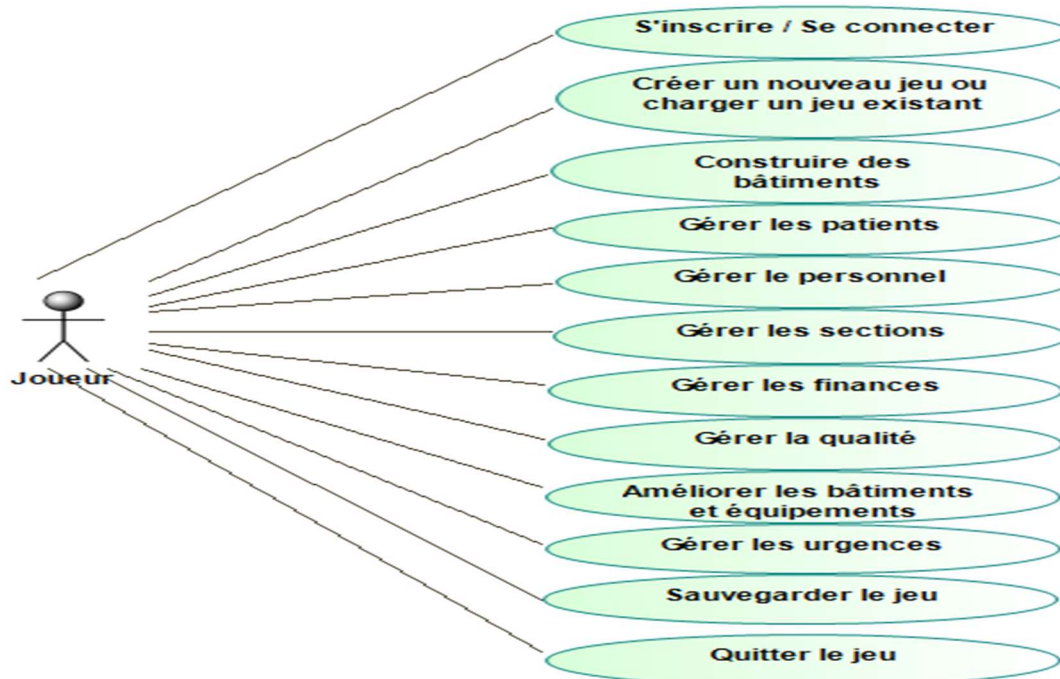 S'inscrire / Se connecter
Créer un nouveau jeu ou
charger un jeu existant
Construire des
bâtiments
Gérer les patients
Gérer le personnel
Gérer les sections
Joueur
Gérer les finances
Gérer la qualité
Améliorer les bâtiments
et équipements
Gérer les urgences
Sauvegarder le jeu
Quitter le jeu